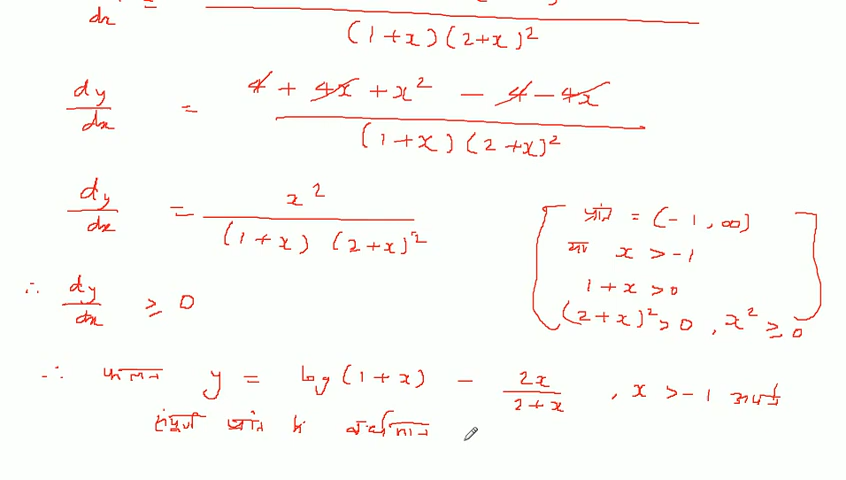 dx = (1+x)(2+x)²
dy/dx = (4 + 4x + x² - 4 - 4x)/((1+x)(2+x)²)
dy/dx = x²/((1+x)(2+x)²)
प्रांत = (-1, ∞)
या x > -1
1+x > 0
(2+x)² > 0, x² ≥ 0
∴ dy/dx ≥ 0
∴ फलन y = log(1+x) - 2x/(2+x), x > -1 अपने
संपूर्ण प्रांत में वर्धमान